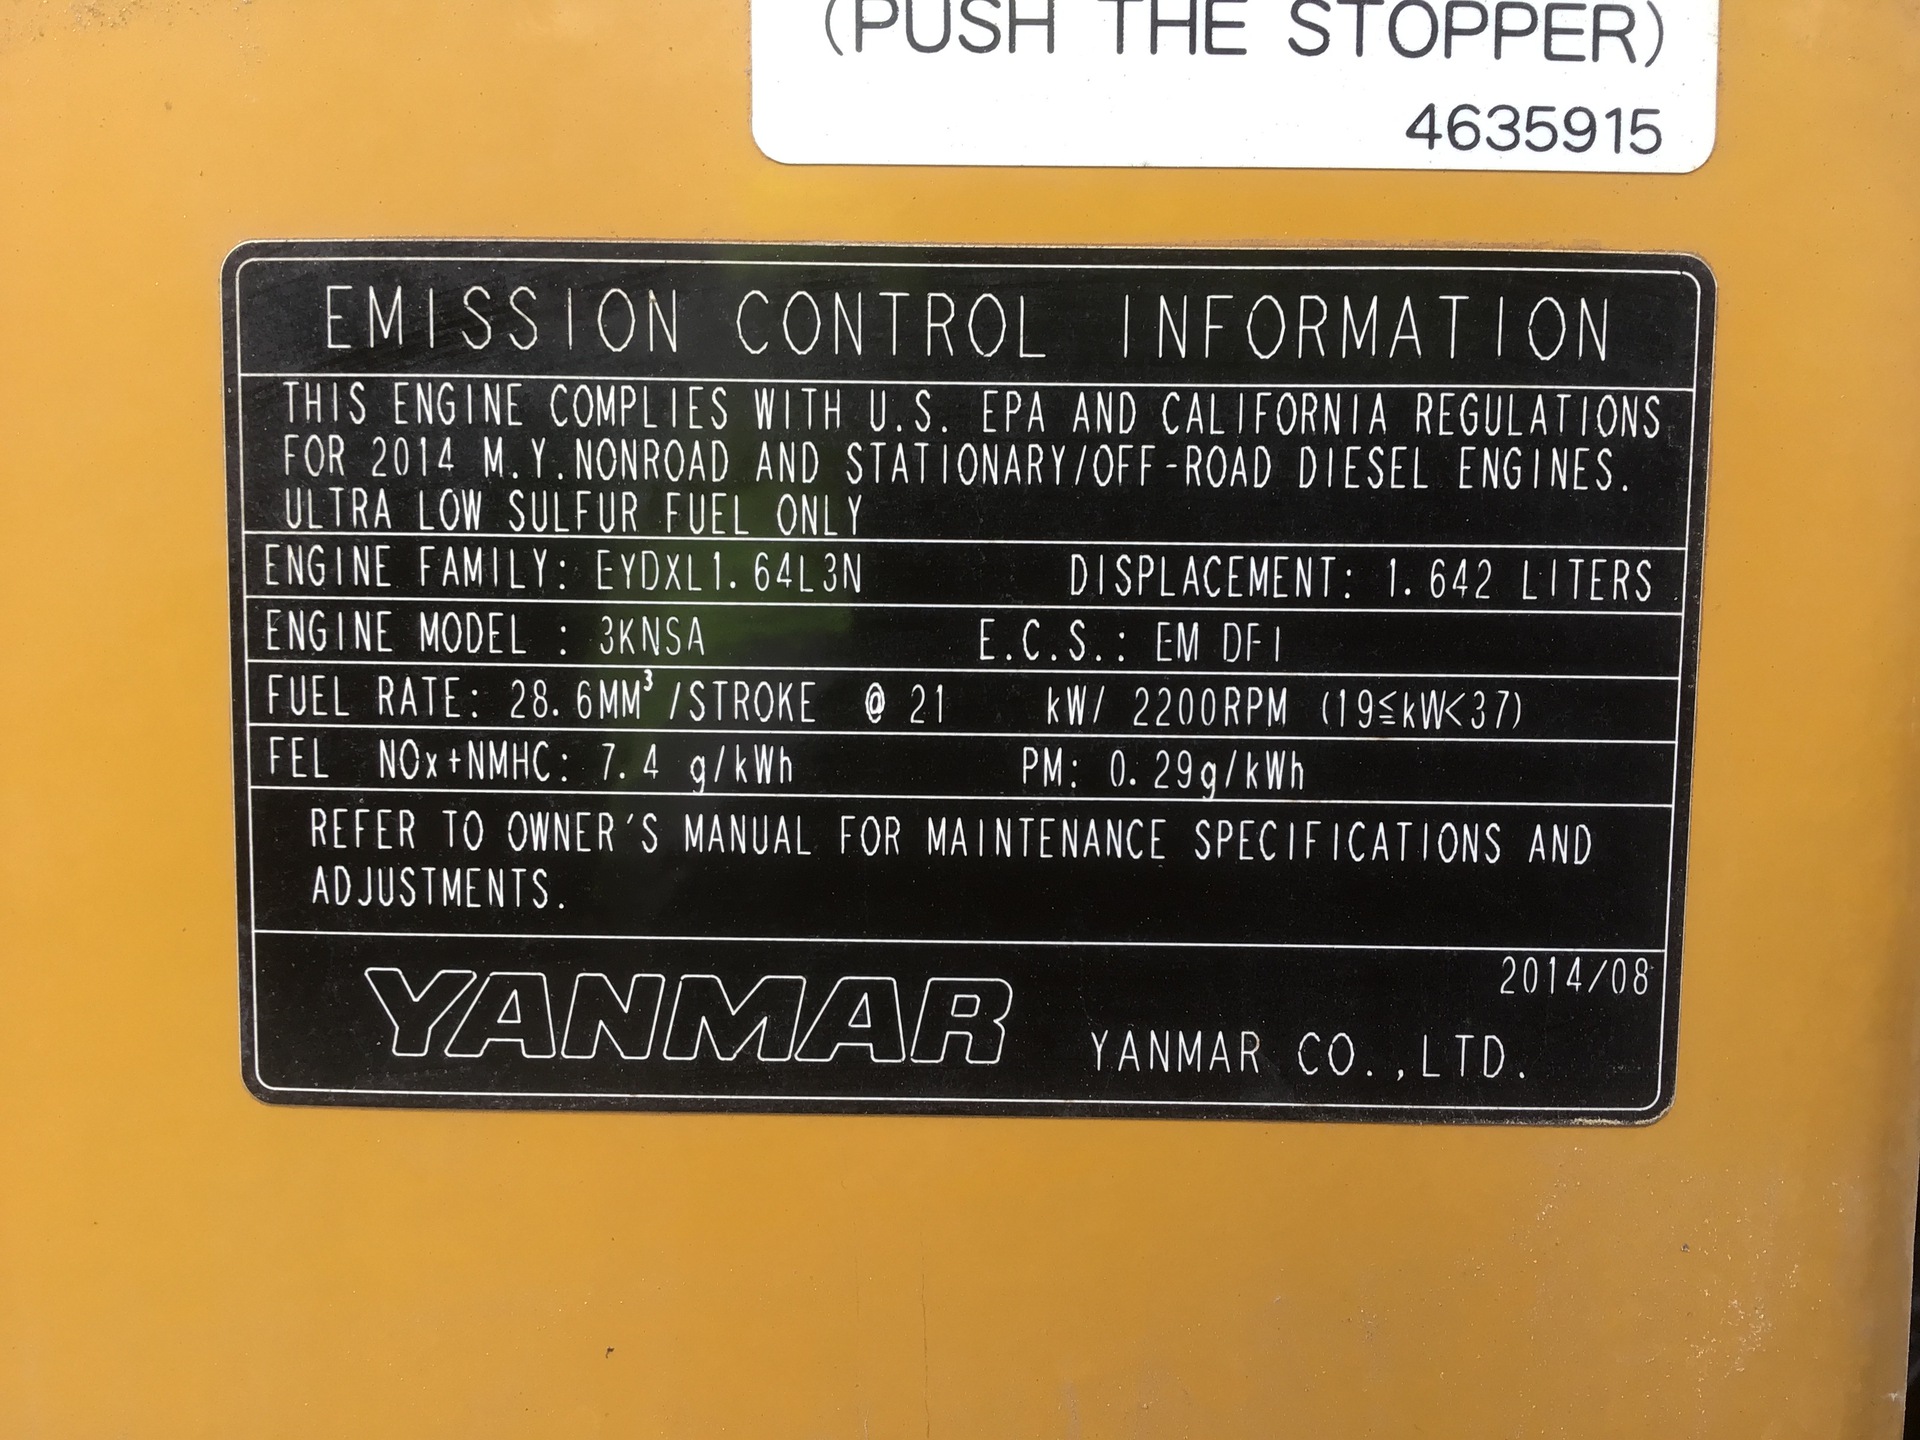 (PUSH THE STOPPER)
4635915
EMISSION CONTROL INFORMATION
THIS ENGINE COMPLIES WITH U.S. EPA AND CALIFORNIA REGULATIONS
FOR 2014 M.Y.NONROAD AND STATIONARY/OFF-ROAD DIESEL ENGINES.
ULTRA LOW SULFUR FUEL ONLY
ENGINE FAMILY: EYDXL1.64L3N DISPLACEMENT: 1.642 LITERS
ENGINE MODEL : 3KNSA E.C.S.: EM DFI
FUEL RATE: 28.6MM³/STROKE @ 21 kW/ 2200RPM (19≦kW<37)
FEL NOx+NMHC: 7.4 g/kWh PM: 0.29g/kWh
REFER TO OWNER'S MANUAL FOR MAINTENANCE SPECIFICATIONS AND
ADJUSTMENTS.
2014/08
YANMAR YANMAR CO.,LTD.